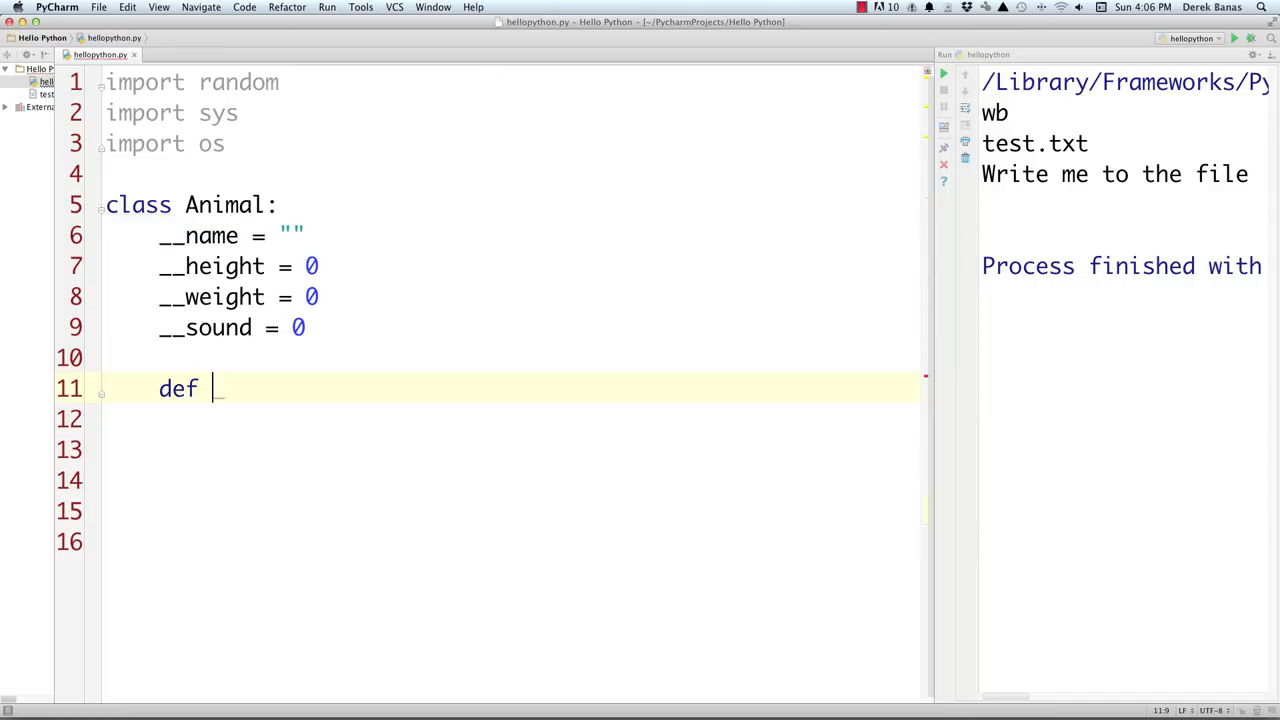 PyCharm File Edit View Navigate Code Refactor Run Tools VCS Window Help 10 Sun 4:06 PM Derek Banas
hellopython.py – Hello Python – [~/PycharmProjects/Hello Python]
Hello Python hellopython.py hellopython
hellopython.py
Run hellopython
Hello P
hell
test
Externa
1 import random
2 import sys
3 import os
4
5 class Animal:
6 __name = ""
7 __height = 0
8 __weight = 0
9 __sound = 0
10
11 def
12
13
14
15
16
/Library/Frameworks/Py
wb
test.txt
Write me to the file
Process finished with
11:9 LF UTF-8